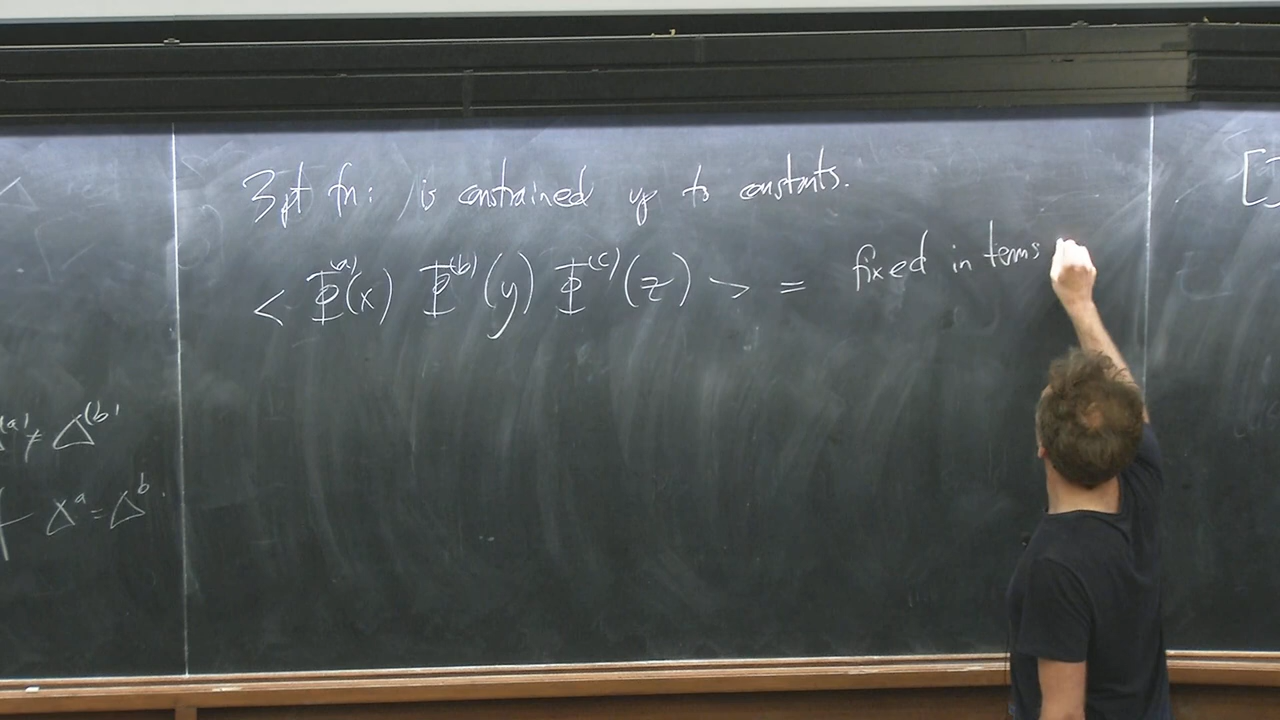 3pt fn: is constrained up to constants.
< Φ^(a)(x) Φ^(b)(y) Φ^(c)(z) > = fixed in terms
(a) ≠ Δ^(b)
Δ^a = Δ^b.